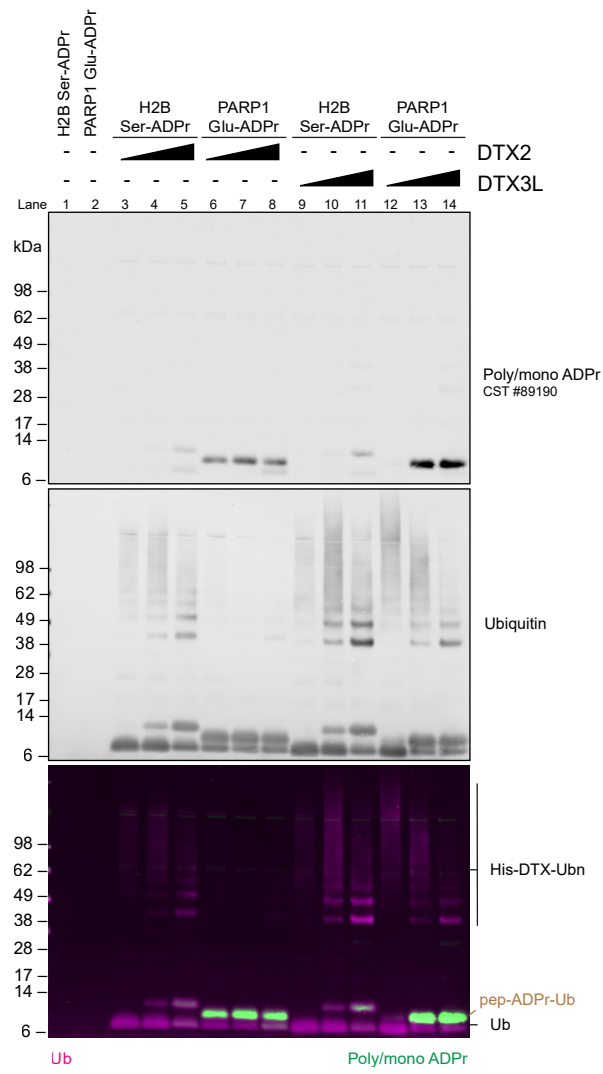 H2B Ser-ADPr
PARP1 Glu-ADPr
H2B
Ser-ADPr
PARP1
Glu-ADPr
H2B
Ser-ADPr
PARP1
Glu-ADPr
- - - - - - - - DTX2
- - - - - - - - DTX3L
Lane 1 2 3 4 5 6 7 8 9 10 11 12 13 14
kDa
98
62
49
38
28
17
14
6
Poly/mono ADPr
CST #89190
98
62
49
38
28
17
14
6
Ubiquitin
98
62
49
38
28
17
14
6
His-DTX-Ubn
pep-ADPr-Ub
Ub
Ub Poly/mono ADPr